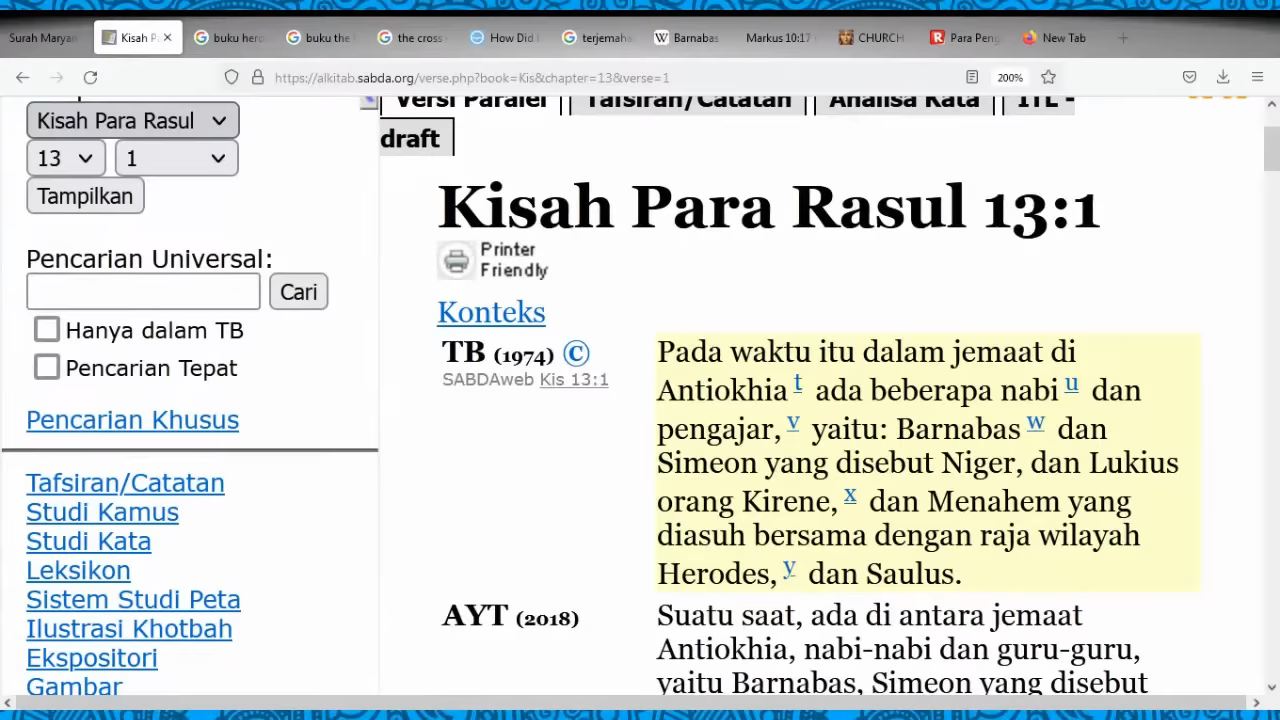 Surah Maryan
Kisah P
buku her
buku the
the cross
How Did
terjemaha
Barnabas
Markus 10:17
CHURCH
Para Peng
New Tab
https://alkitab.sabda.org/verse.php?book=Kis&chapter=13&verse=1
200%
Kisah Para Rasul
13
1
Tampilkan
Pencarian Universal:
Cari
Hanya dalam TB
Pencarian Tepat
Pencarian Khusus
Tafsiran/Catatan
Studi Kamus
Studi Kata
Leksikon
Sistem Studi Peta
Ilustrasi Khotbah
Ekspositori
Gambar
Versi Paralel
Tafsiran/Catatan
Analisa Kata
ITL -
draft
Kisah Para Rasul 13:1
Printer
Friendly
Konteks
TB (1974) ©
SABDAweb Kis 13:1
Pada waktu itu dalam jemaat di
Antiokhia t ada beberapa nabi u dan
pengajar, v yaitu: Barnabas w dan
Simeon yang disebut Niger, dan Lukius
orang Kirene, x dan Menahem yang
diasuh bersama dengan raja wilayah
Herodes, y dan Saulus.
AYT (2018)
Suatu saat, ada di antara jemaat
Antiokhia, nabi-nabi dan guru-guru,
yaitu Barnabas, Simeon yang disebut